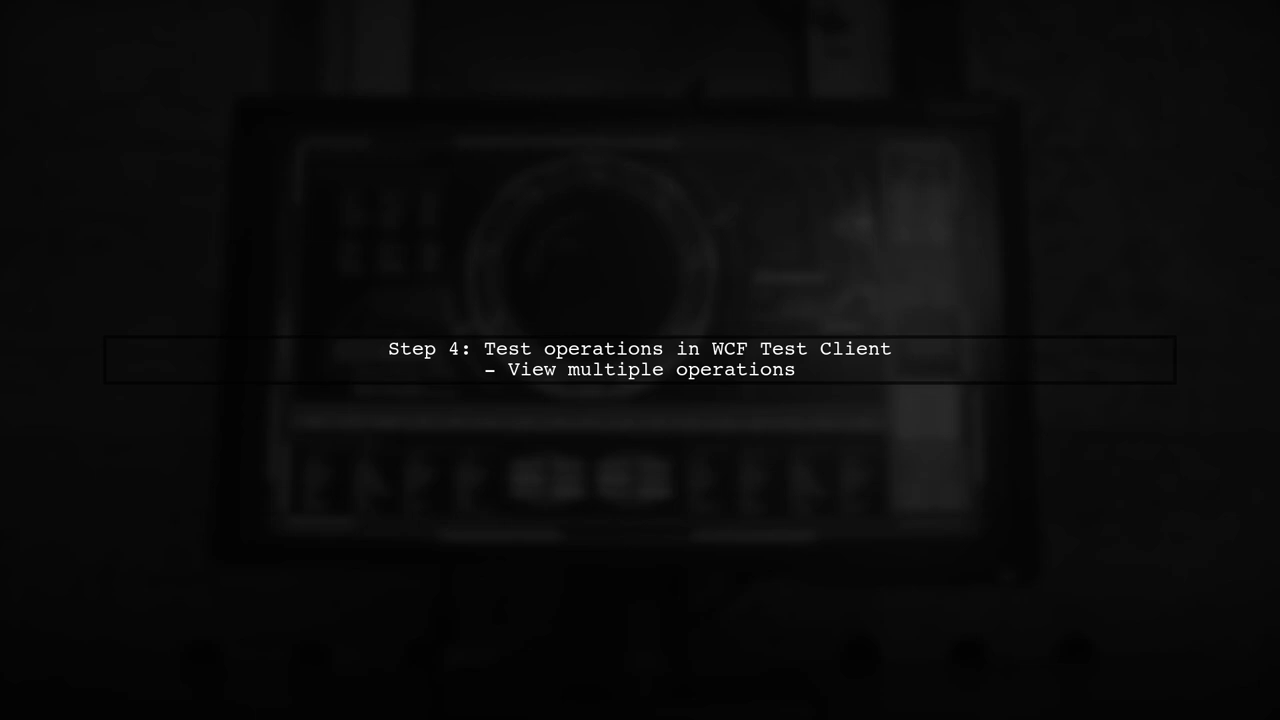 Step 4: Test operations in WCF Test Client
– View multiple operations